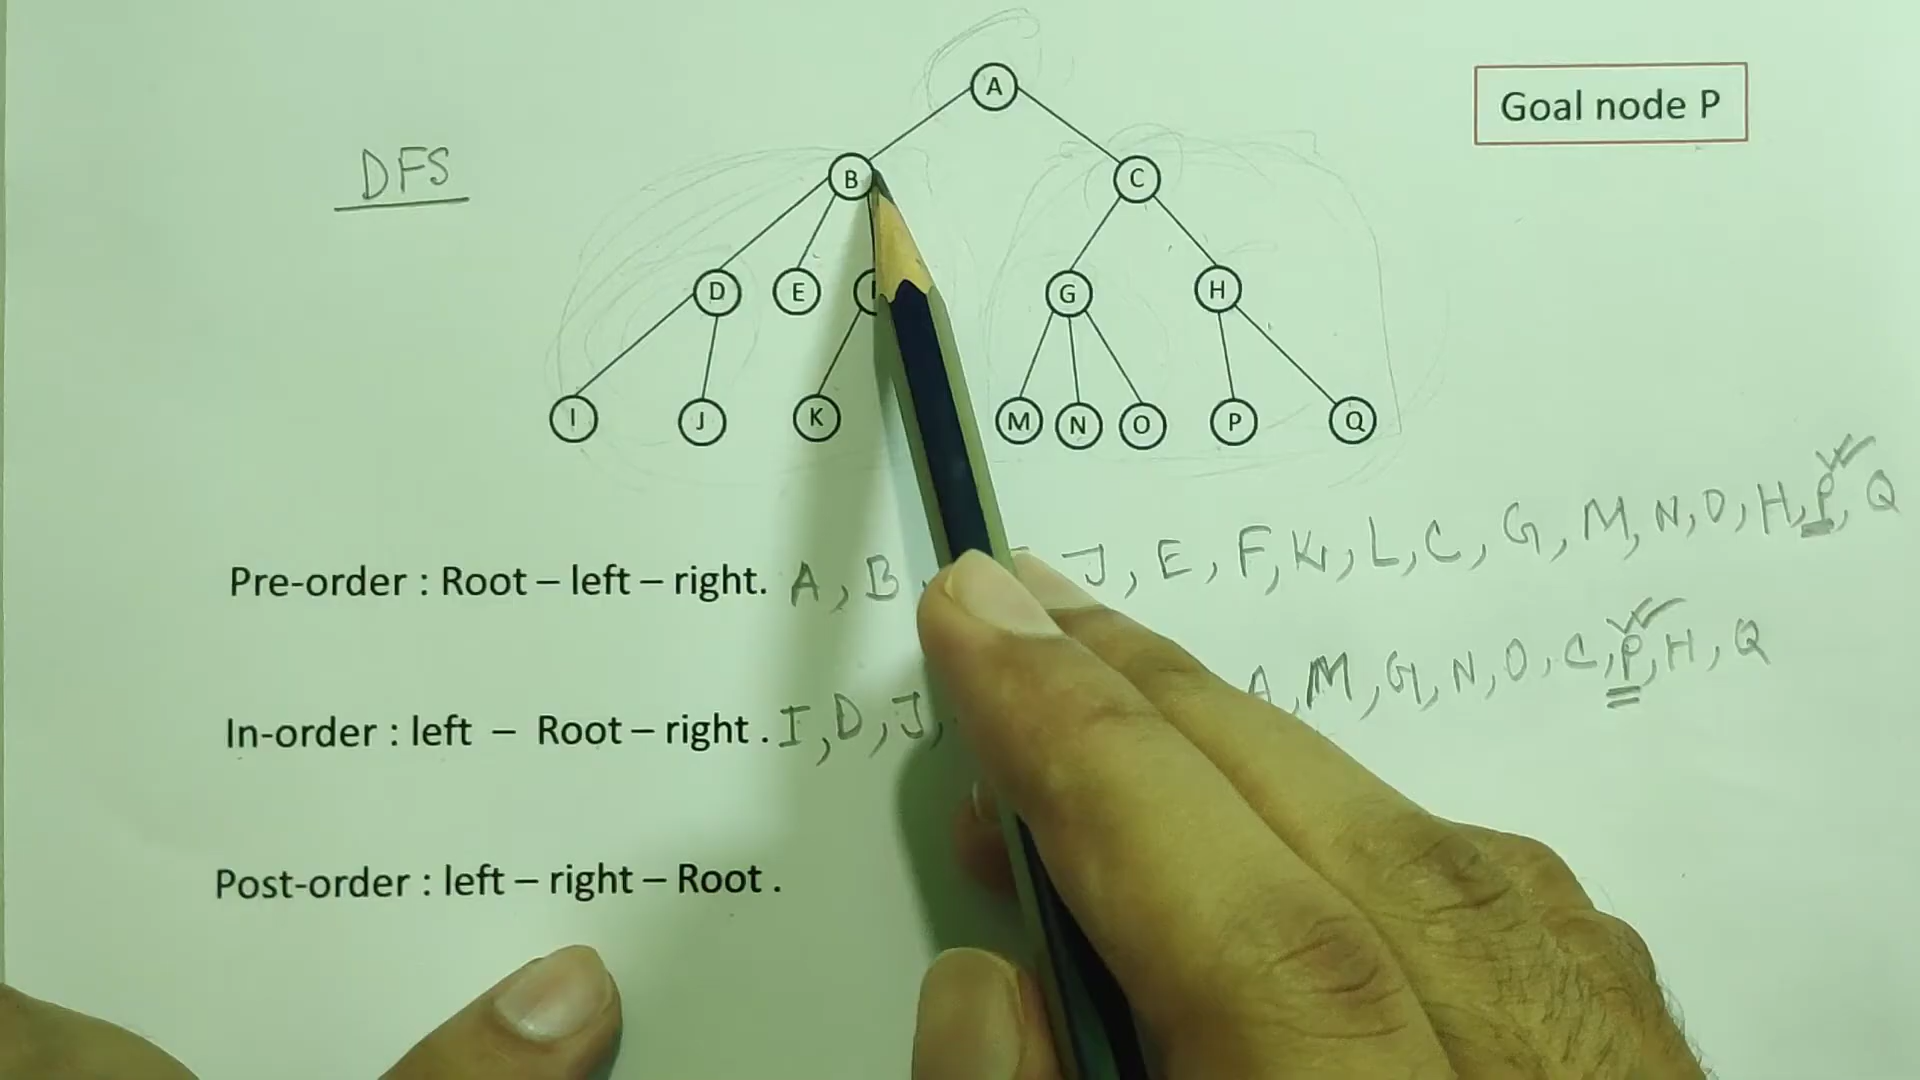 Goal node P
DFS
A
B C
D E G H
I J K M N O P Q
Pre-order : Root – left – right. A, B, J, E, F, K, L, C, G, M, N, O, H, P, Q
In-order : left – Root – right . I, D, J, A, M, G, N, O, C, P, H, Q
Post-order : left – right – Root .